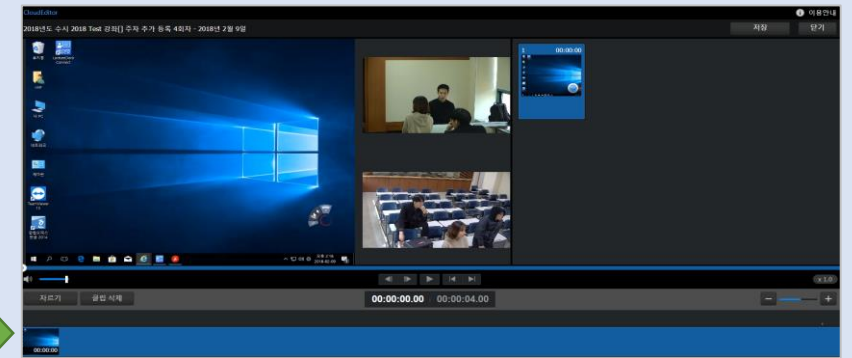 CloudEditor
이용안내
2018년도 수시 2018 Test 강좌[] 주차 추가 등록 4회차 - 2018년 2월 9일
저장
닫기
1 00:00:00
x 1.0
자르기
클립 삭제
00:00:00.00
00:00:04.00
00:00:00